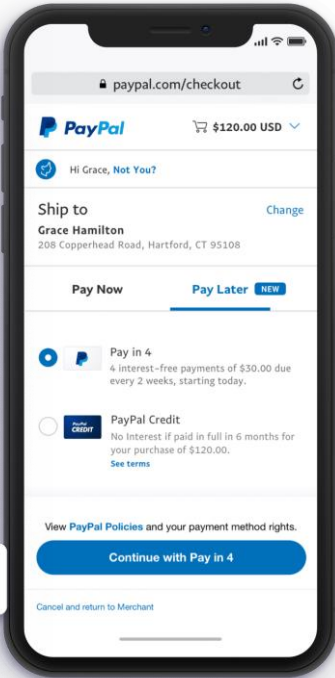 paypal.com/checkout
PayPal
$120.00 USD
Hi Grace, Not You?
Ship to
Change
Grace Hamilton
208 Copperhead Road, Hartford, CT 95108
Pay Now
Pay Later NEW
Pay in 4
4 interest-free payments of $30.00 due
every 2 weeks, starting today.
PayPal
CREDIT
PayPal Credit
No Interest if paid in full in 6 months for
your purchase of $120.00.
See terms
View PayPal Policies and your payment method rights.
Continue with Pay in 4
Cancel and return to Merchant